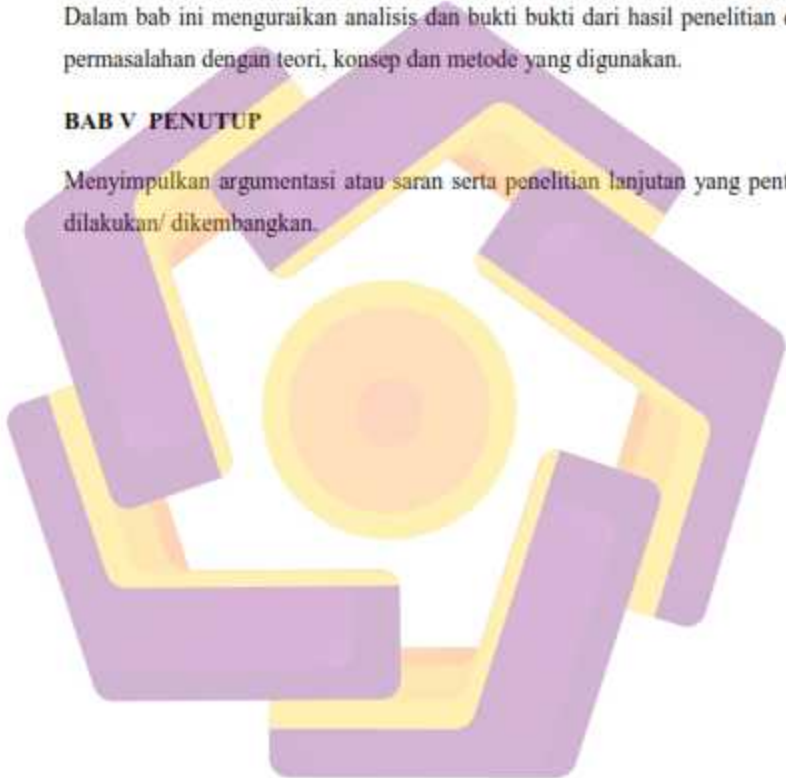 Dalam bab ini menguraikan analisis dan bukti bukti dari hasil penelitian
permasalahan dengan teori, konsep dan metode yang digunakan.
BAB V PENUTUP
Menyimpulkan argumentasi atau saran serta penelitian lanjutan yang
dilakukan/ dikembangkan.